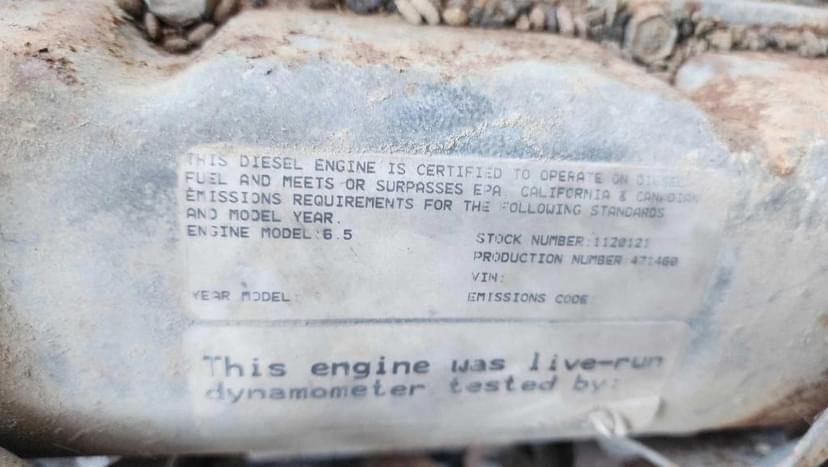 THIS DIESEL ENGINE IS CERTIFIED TO OPERATE ON DIESEL
FUEL AND MEETS OR SURPASSES EPA, CALIFORNIA & CANADIAN
EMISSIONS REQUIREMENTS FOR THE FOLLOWING STANDARDS
AND MODEL YEAR.
ENGINE MODEL:6.5
STOCK NUMBER:1120121
PRODUCTION NUMBER:471460
VIN:
YEAR MODEL:
EMISSIONS CODE:
This engine was live-run
dynamometer tested by: